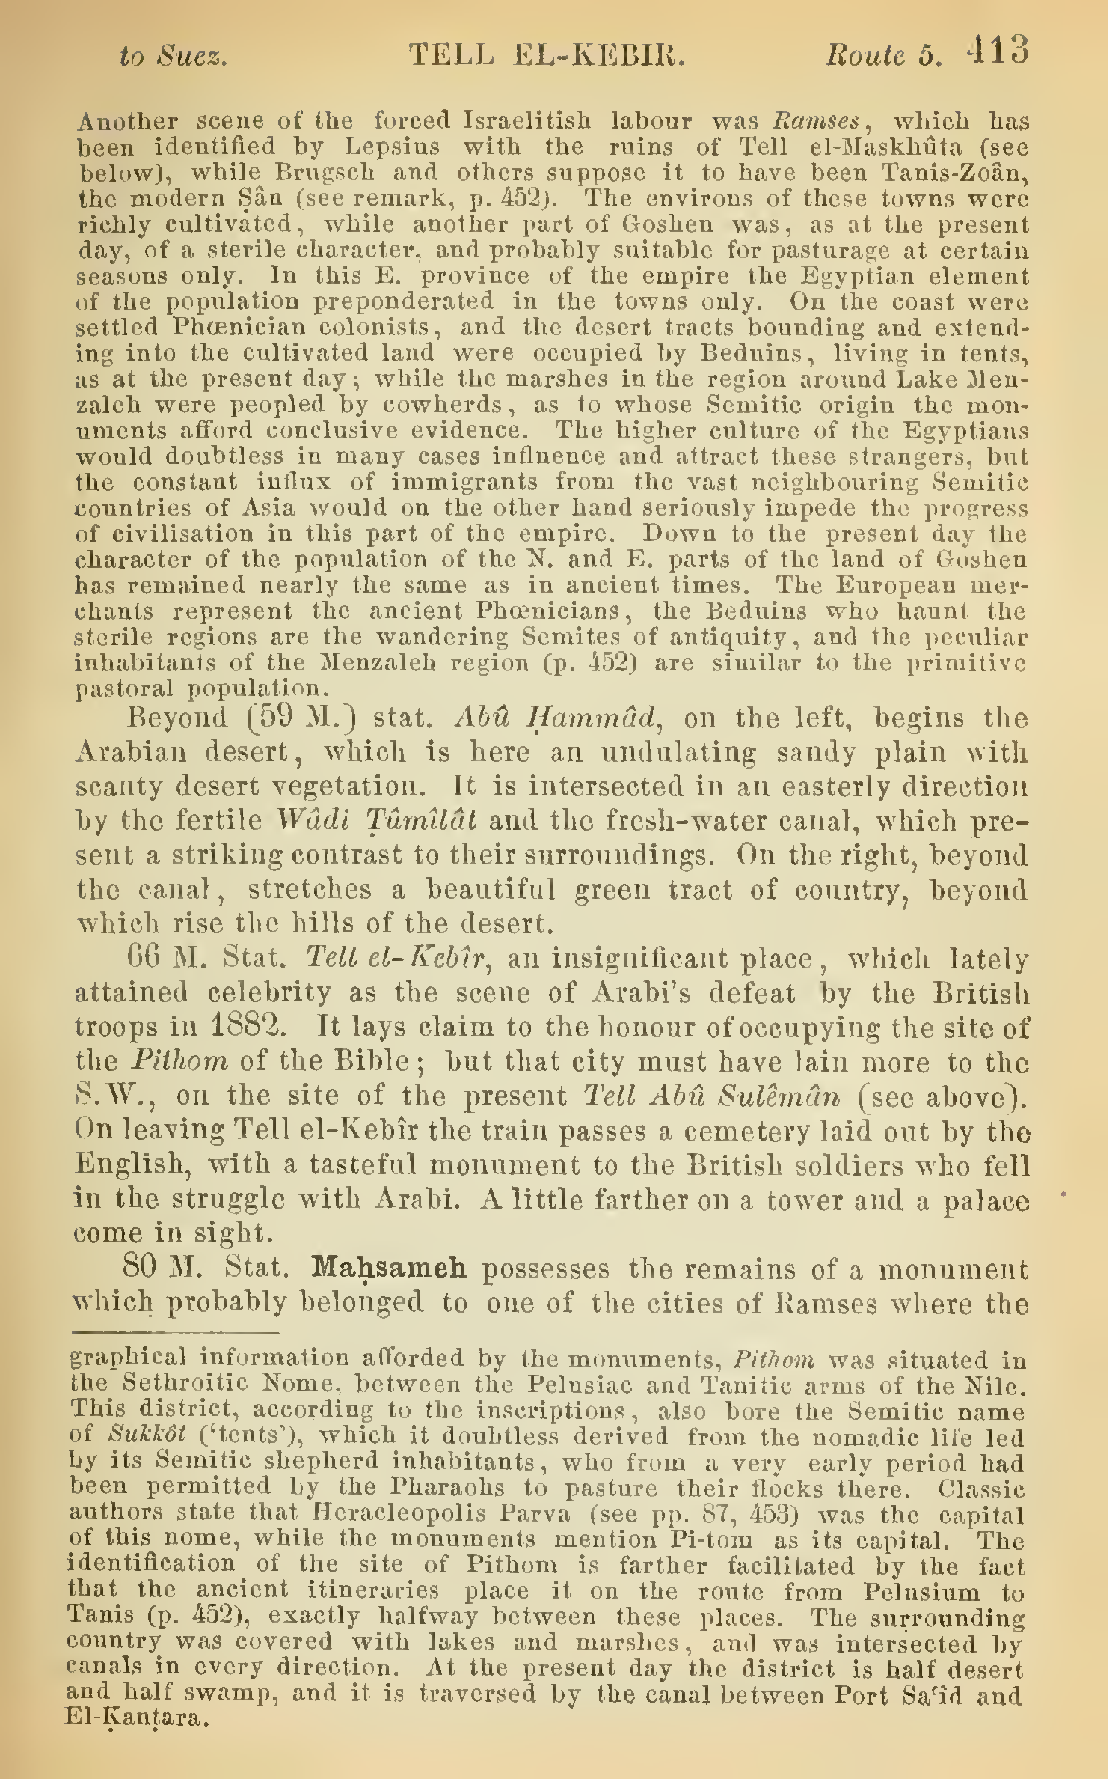 to Suez. TELL EL-KEBIR. Route 5. 413
Another scene of the forced Israelitish labour was Ramses, which has
been identified by Lepsius with the ruins of Tell el-Maskhûta (see
below), while Brugsch and others suppose it to have been Tanis-Zoân,
the modern Ṣân (see remark, p. 452). The environs of these towns were
richly cultivated, while another part of Goshen was, as at the present
day, of a sterile character, and probably suitable for pasturage at certain
seasons only. In this E. province of the empire the Egyptian element
of the population preponderated in the towns only. On the coast were
settled Phœnician colonists, and the desert tracts bounding and extend-
ing into the cultivated land were occupied by Beduins, living in tents,
as at the present day; while the marshes in the region around Lake Men-
zaleh were peopled by cowherds, as to whose Semitic origin the mon-
uments afford conclusive evidence. The higher culture of the Egyptians
would doubtless in many cases influence and attract these strangers, but
the constant influx of immigrants from the vast neighbouring Semitic
countries of Asia would on the other hand seriously impede the progress
of civilisation in this part of the empire. Down to the present day the
character of the population of the N. and E. parts of the land of Goshen
has remained nearly the same as in ancient times. The European mer-
chants represent the ancient Phœnicians, the Beduins who haunt the
sterile regions are the wandering Semites of antiquity, and the peculiar
inhabitants of the Menzaleh region (p. 452) are similar to the primitive
pastoral population.
Beyond (59 M.) stat. Abû Ḥammâd, on the left, begins the
Arabian desert, which is here an undulating sandy plain with
scanty desert vegetation. It is intersected in an easterly direction
by the fertile Wâdi Ṭûmîlât and the fresh-water canal, which pre-
sent a striking contrast to their surroundings. On the right, beyond
the canal, stretches a beautiful green tract of country, beyond
which rise the hills of the desert.
66 M. Stat. Tell el-Kebîr, an insignificant place, which lately
attained celebrity as the scene of Arabi's defeat by the British
troops in 1882. It lays claim to the honour of occupying the site of
the Pithom of the Bible; but that city must have lain more to the
S.W., on the site of the present Tell Abû Sulêmân (see above).
On leaving Tell el-Kebîr the train passes a cemetery laid out by the
English, with a tasteful monument to the British soldiers who fell
in the struggle with Arabi. A little farther on a tower and a palace
come in sight.
80 M. Stat. Maḥsameh possesses the remains of a monument
which probably belonged to one of the cities of Ramses where the
graphical information afforded by the monuments, Pithom was situated in
the Sethroitic Nome, between the Pelusiac and Tanitic arms of the Nile.
This district, according to the inscriptions, also bore the Semitic name
of Sukkôt ('tents'), which it doubtless derived from the nomadic life led
by its Semitic shepherd inhabitants, who from a very early period had
been permitted by the Pharaohs to pasture their flocks there. Classic
authors state that Heracleopolis Parva (see pp. 87, 453) was the capital
of this nome, while the monuments mention Pi-tom as its capital. The
identification of the site of Pithom is farther facilitated by the fact
that the ancient itineraries place it on the route from Pelusium to
Tanis (p. 452), exactly halfway between these places. The surrounding
country was covered with lakes and marshes, and was intersected by
canals in every direction. At the present day the district is half desert
and half swamp, and it is traversed by the canal between Port Sa'îd and
El-Ḳanṭara.